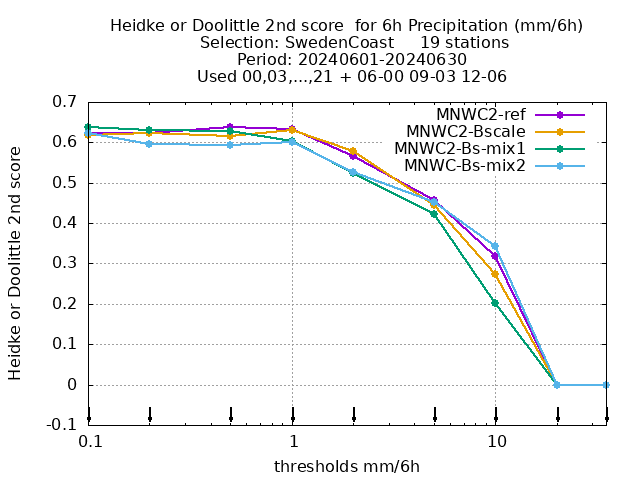 Heidke or Doolittle 2nd score  for 6h Precipitation (mm/6h)
Selection: SwedenCoast     19 stations
Period: 20240601-20240630
Used 00,03,...,21 + 06-00 09-03 12-06
MNWC2-ref
MNWC2-Bscale
MNWC2-Bs-mix1
MNWC-Bs-mix2
Heidke or Doolittle 2nd score
0.7
0.6
0.5
0.4
0.3
0.2
0.1
0
-0.1
0.1 1 10
thresholds mm/6h